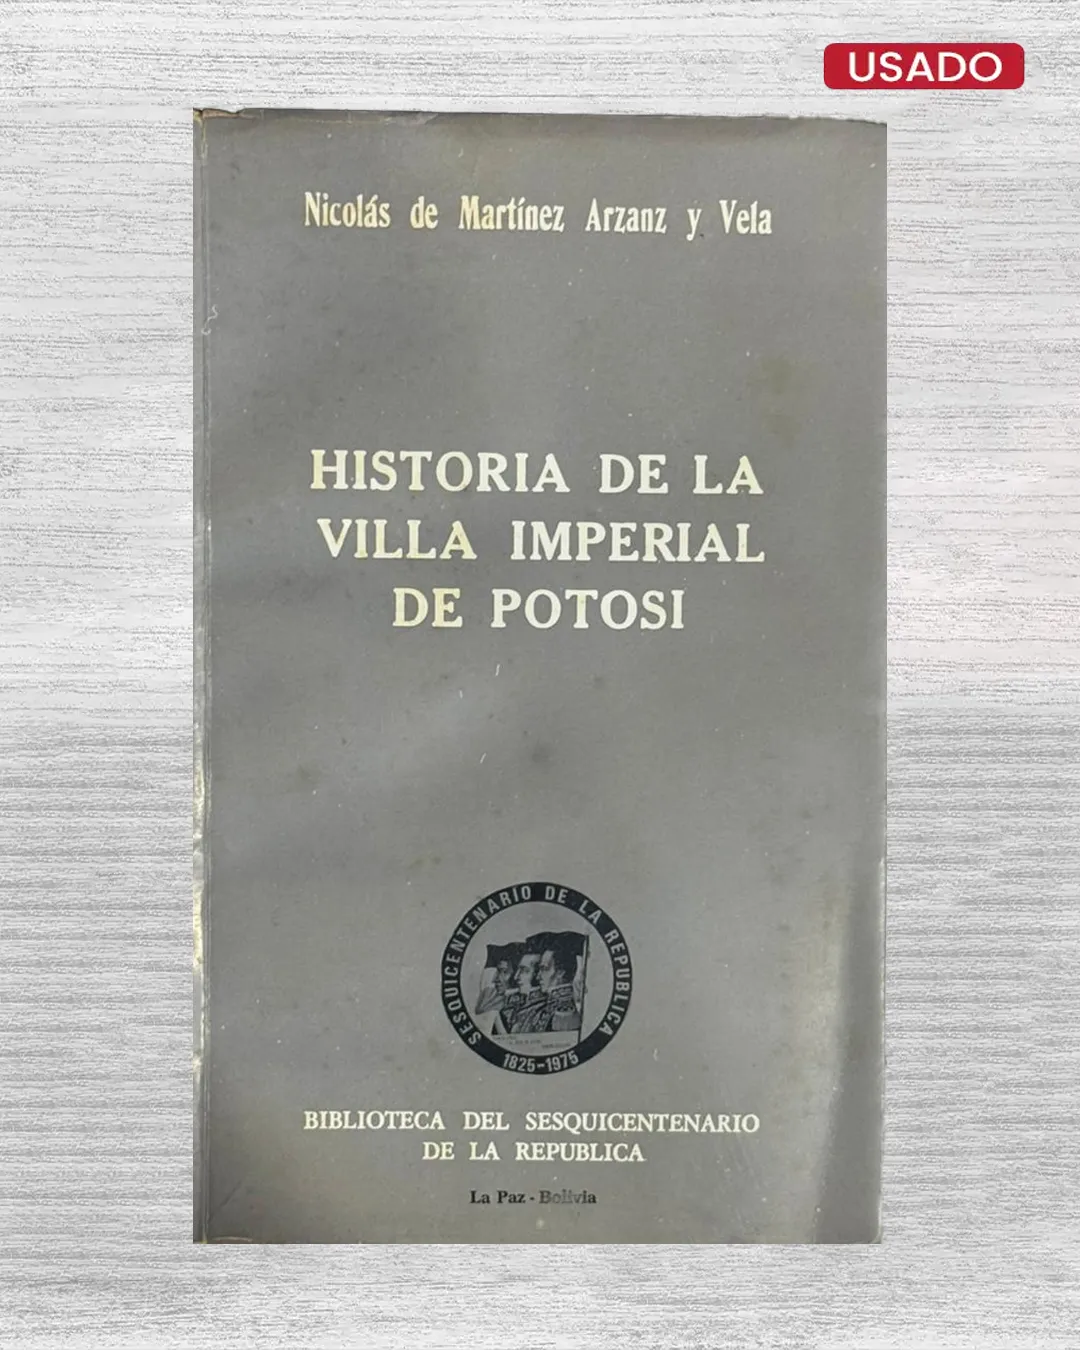 USADO
Nicolás de Martínez Arzanz y Vela
HISTORIA DE LA
VILLA IMPERIAL
DE POTOSI
SESQUICENTENARIO DE LA REPUBLICA
1825-1975
BIBLIOTECA DEL SESQUICENTENARIO
DE LA REPUBLICA
La Paz - Bolivia